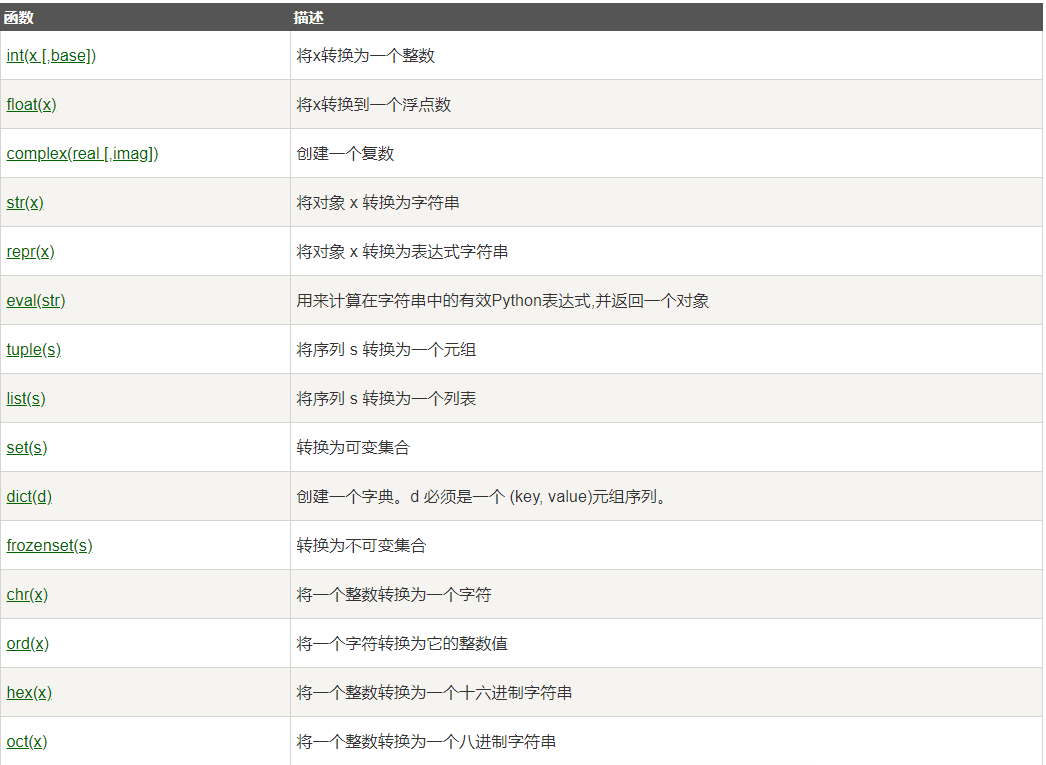 函数 描述
int(x [,base]) 将x转换为一个整数
float(x) 将x转换到一个浮点数
complex(real [,imag]) 创建一个复数
str(x) 将对象 x 转换为字符串
repr(x) 将对象 x 转换为表达式字符串
eval(str) 用来计算在字符串中的有效Python表达式,并返回一个对象
tuple(s) 将序列 s 转换为一个元组
list(s) 将序列 s 转换为一个列表
set(s) 转换为可变集合
dict(d) 创建一个字典。d 必须是一个 (key, value)元组序列。
frozenset(s) 转换为不可变集合
chr(x) 将一个整数转换为一个字符
ord(x) 将一个字符转换为它的整数值
hex(x) 将一个整数转换为一个十六进制字符串
oct(x) 将一个整数转换为一个八进制字符串